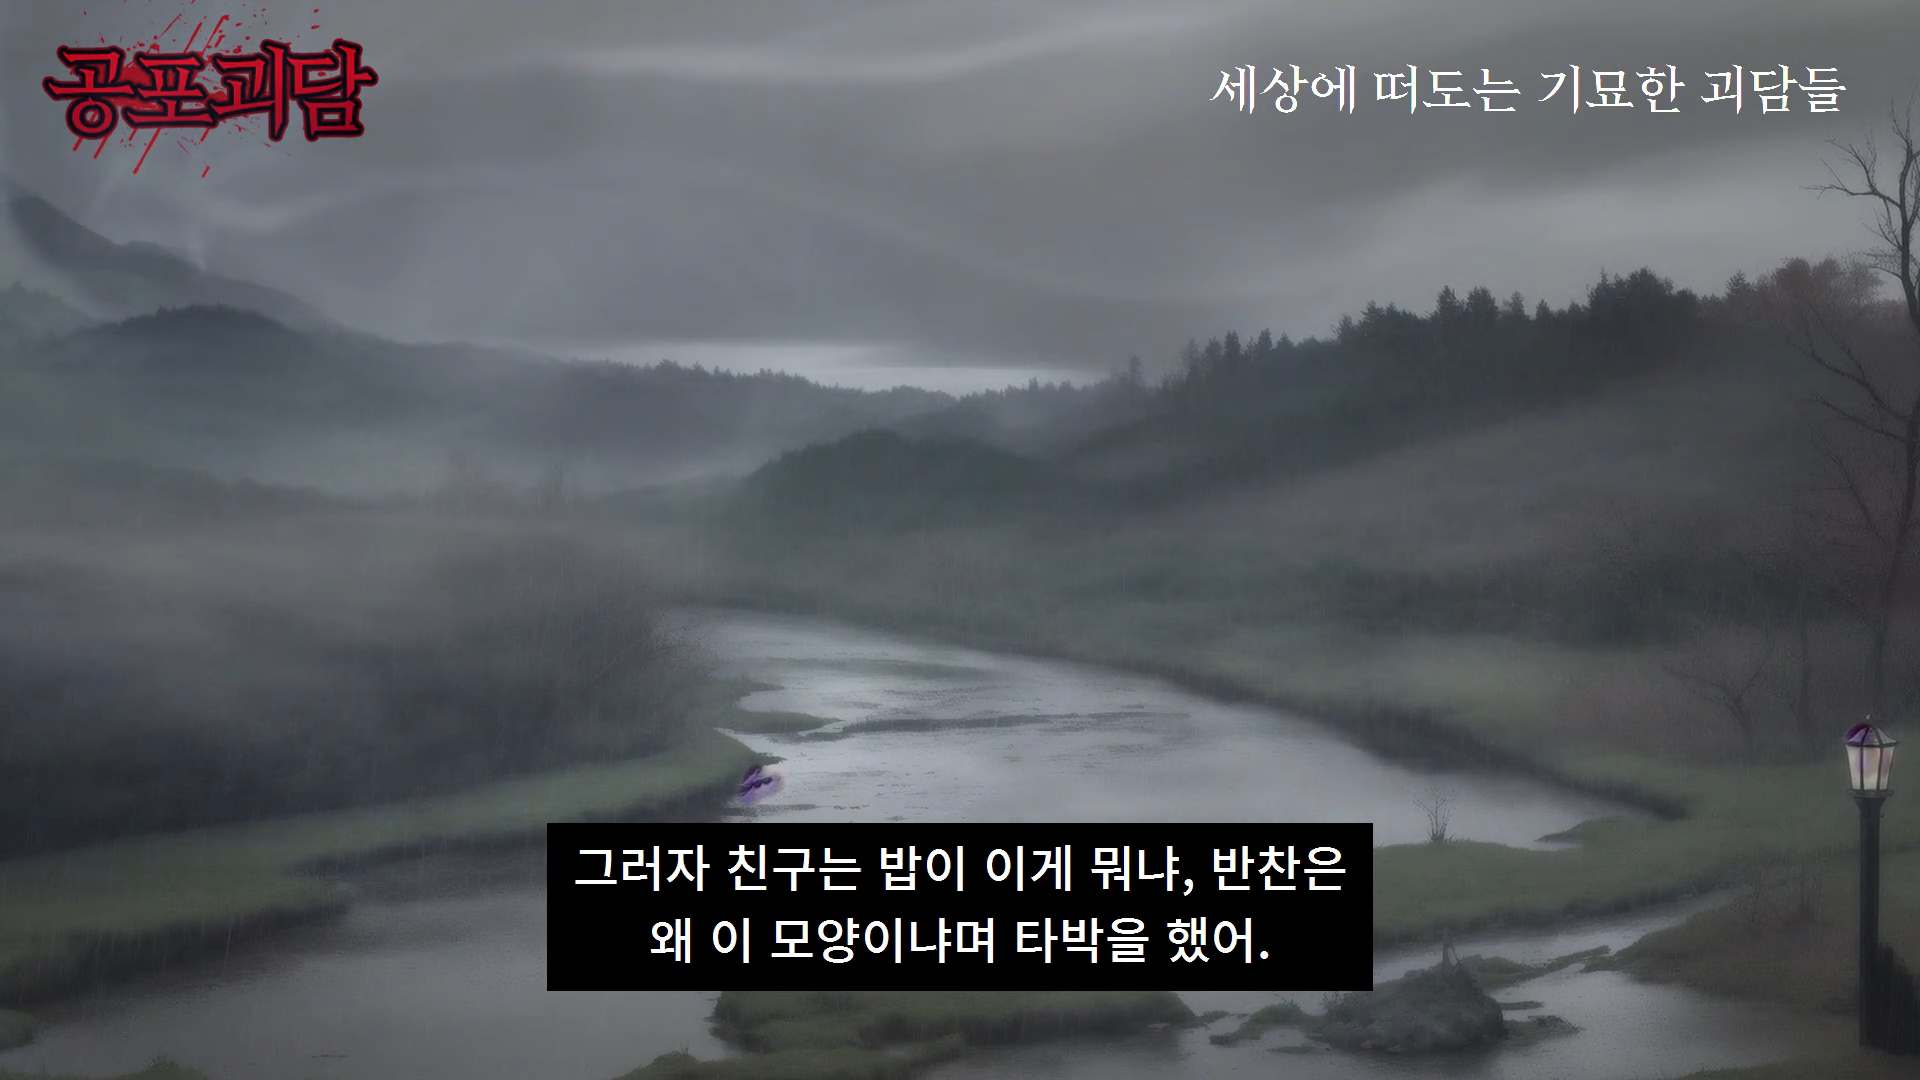 공포괴담
세상에 떠도는 기묘한 괴담들
그러자 친구는 밥이 이게 뭐냐, 반찬은
왜 이 모양이냐며 타박을 했어.